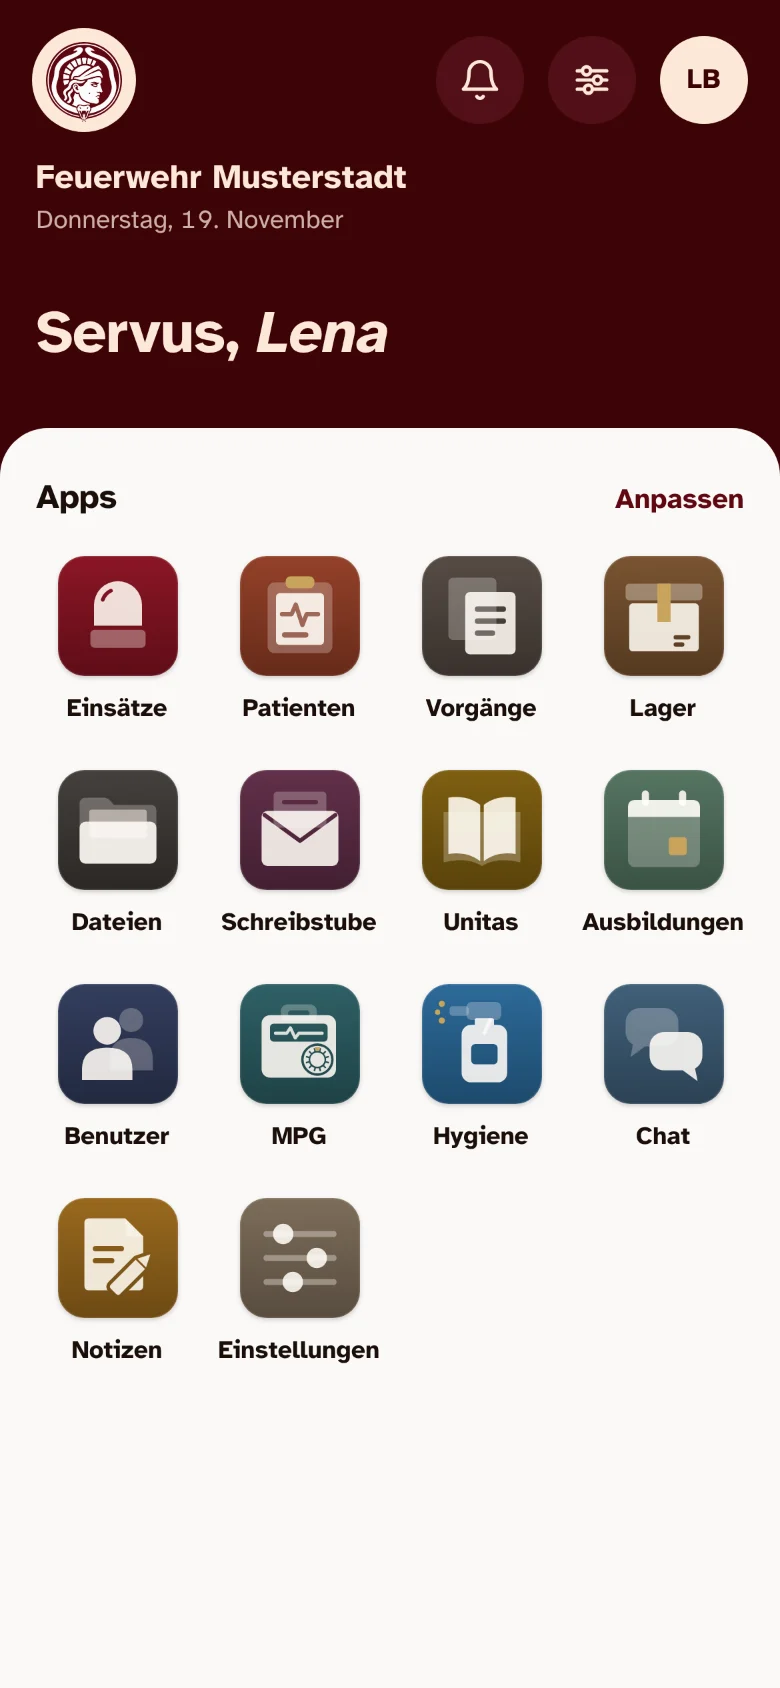 LB
Feuerwehr Musterstadt
Donnerstag, 19. November
Servus, Lena
Apps
Anpassen
Einsätze
Patienten
Vorgänge
Lager
Dateien
Schreibstube
Unitas
Ausbildungen
Benutzer
MPG
Hygiene
Chat
Notizen
Einstellungen